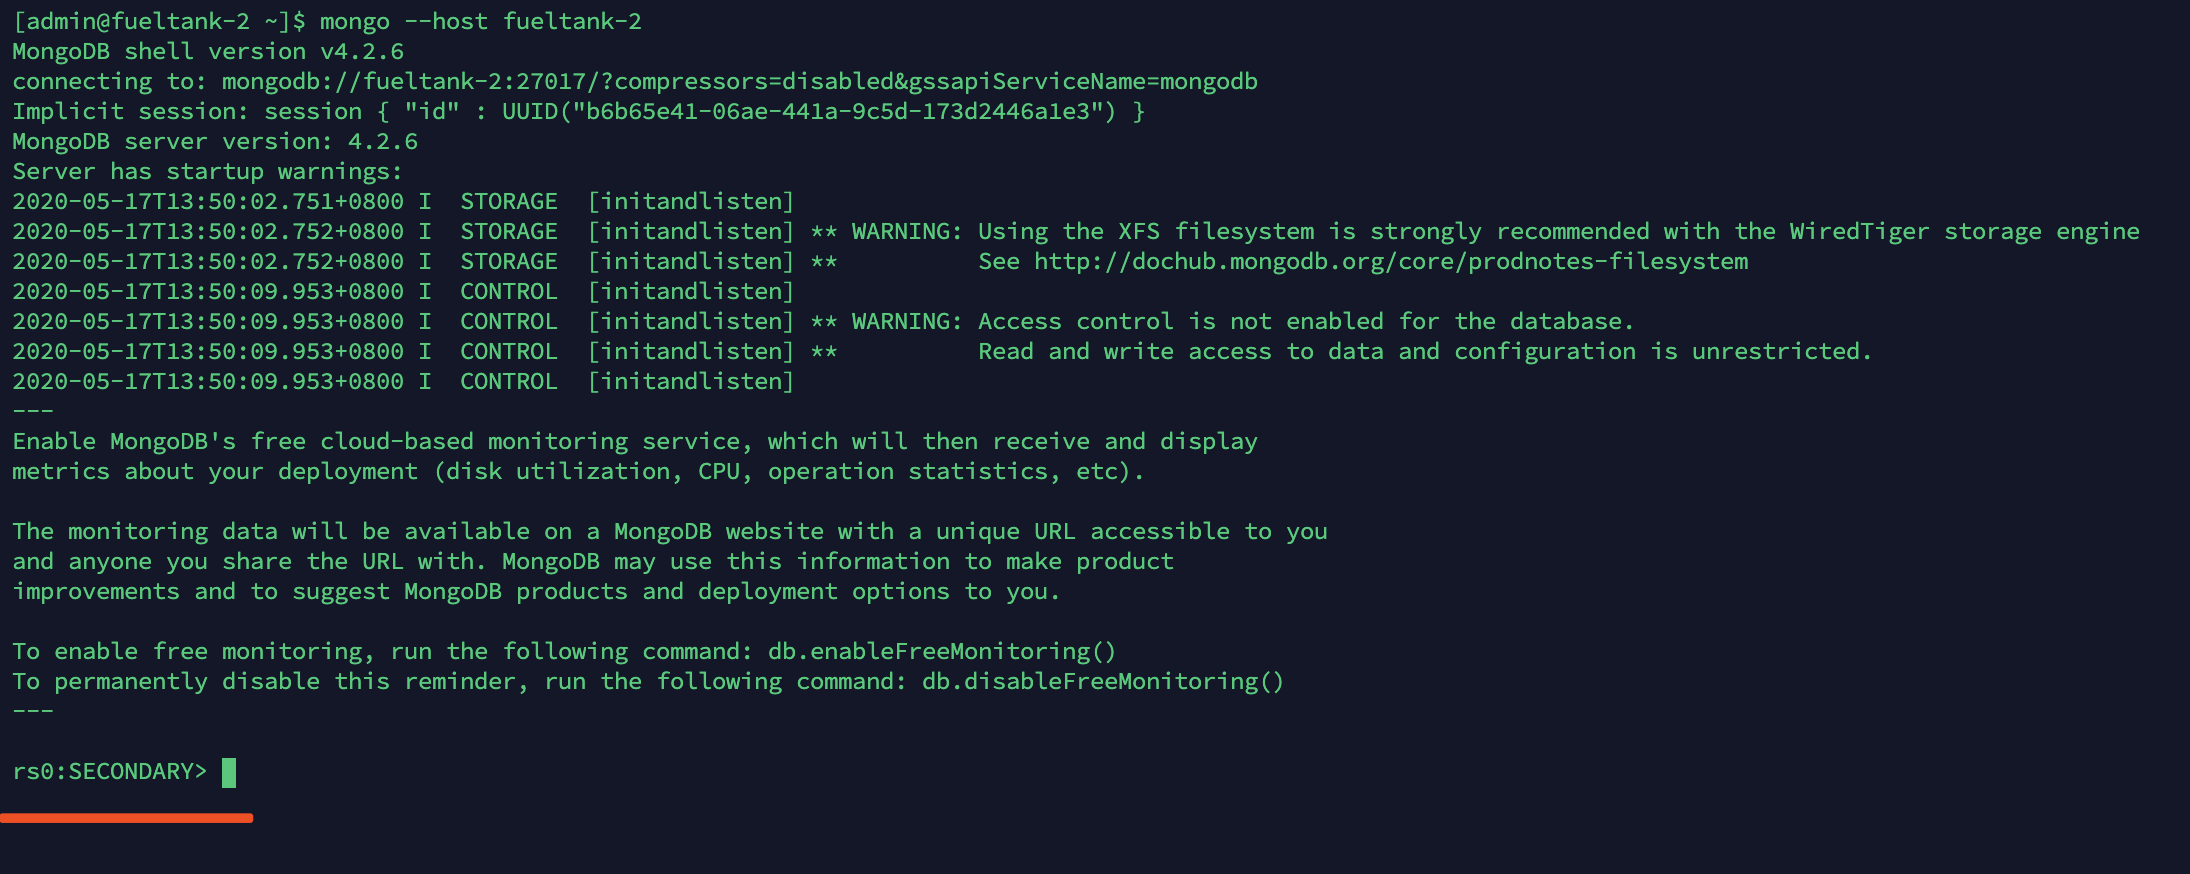 [admin@fueltank-2 ~]$ mongo --host fueltank-2
MongoDB shell version v4.2.6
connecting to: mongodb://fueltank-2:27017/?compressors=disabled&gssapiServiceName=mongodb
Implicit session: session { "id" : UUID("b6b65e41-06ae-441a-9c5d-173d2446a1e3") }
MongoDB server version: 4.2.6
Server has startup warnings:
2020-05-17T13:50:02.751+0800 I  STORAGE  [initandlisten]
2020-05-17T13:50:02.752+0800 I  STORAGE  [initandlisten] ** WARNING: Using the XFS filesystem is strongly recommended with the WiredTiger storage engine
2020-05-17T13:50:02.752+0800 I  STORAGE  [initandlisten] **          See http://dochub.mongodb.org/core/prodnotes-filesystem
2020-05-17T13:50:09.953+0800 I  CONTROL  [initandlisten]
2020-05-17T13:50:09.953+0800 I  CONTROL  [initandlisten] ** WARNING: Access control is not enabled for the database.
2020-05-17T13:50:09.953+0800 I  CONTROL  [initandlisten] **          Read and write access to data and configuration is unrestricted.
2020-05-17T13:50:09.953+0800 I  CONTROL  [initandlisten]
---
Enable MongoDB's free cloud-based monitoring service, which will then receive and display
metrics about your deployment (disk utilization, CPU, operation statistics, etc).

The monitoring data will be available on a MongoDB website with a unique URL accessible to you
and anyone you share the URL with. MongoDB may use this information to make product
improvements and to suggest MongoDB products and deployment options to you.

To enable free monitoring, run the following command: db.enableFreeMonitoring()
To permanently disable this reminder, run the following command: db.disableFreeMonitoring()
---

rs0:SECONDARY>